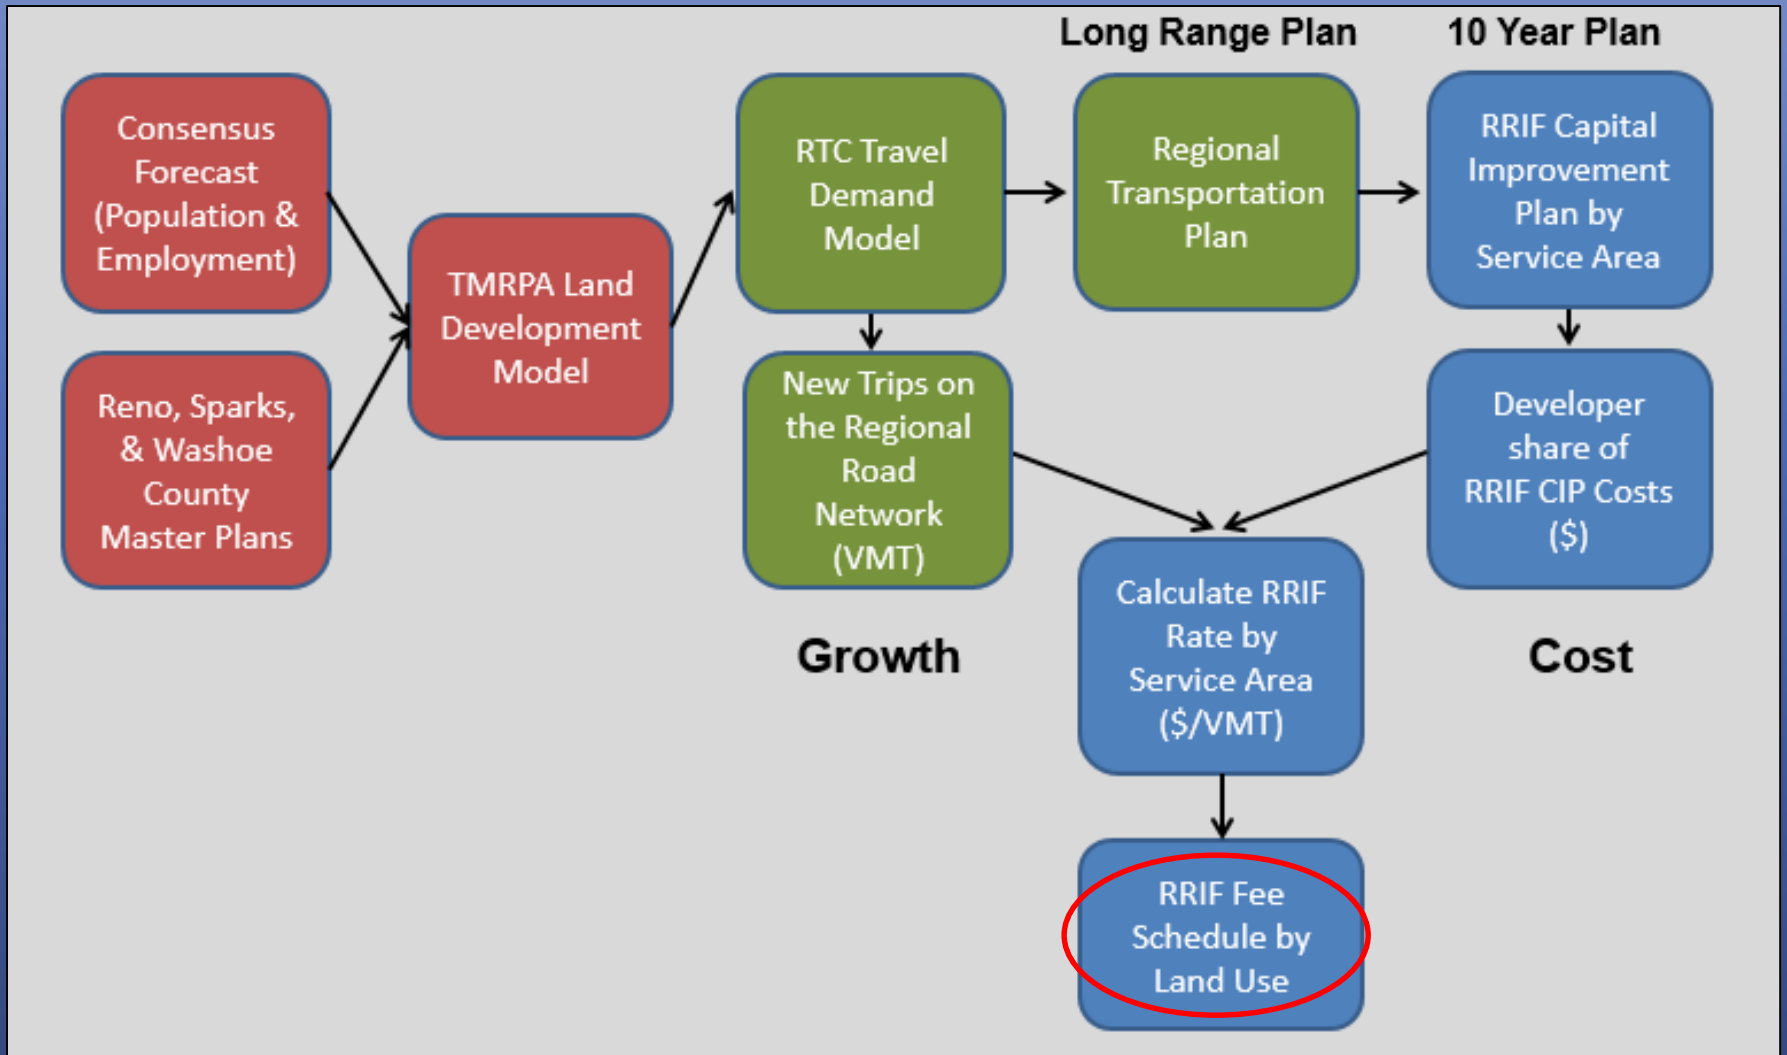 Long Range Plan
10 Year Plan
Consensus
Forecast
(Population &
Employment)
Reno, Sparks,
& Washoe
County
Master Plans
TMRPA Land
Development
Model
RTC Travel
Demand
Model
Regional
Transportation
Plan
RRIF Capital
Improvement
Plan by
Service Area
New Trips on
the Regional
Road
Network
(VMT)
Developer
share of
RRIF CIP Costs
($)
Growth
Cost
Calculate RRIF
Rate by
Service Area
($/VMT)
RRIF Fee
Schedule by
Land Use